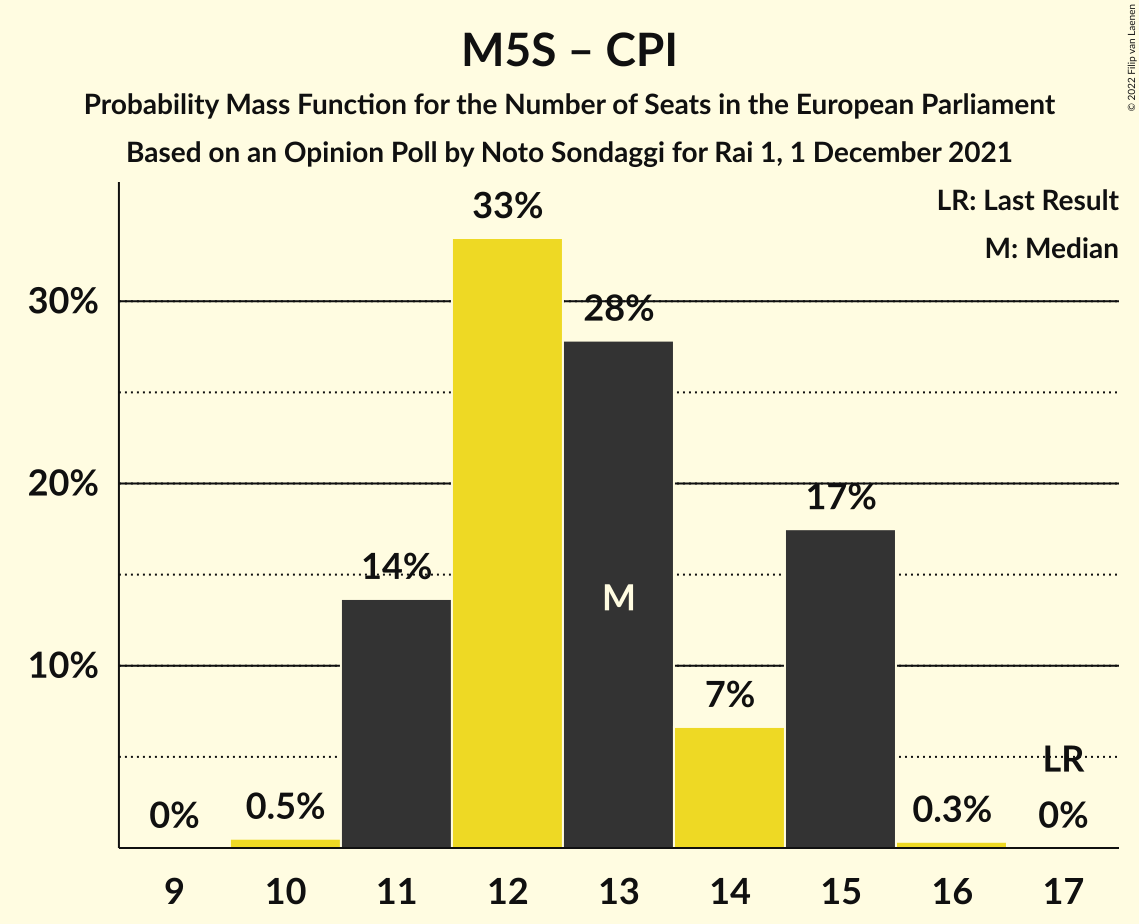 M5S – CPI
Probability Mass Function for the Number of Seats in the European Parliament
Based on an Opinion Poll by Noto Sondaggi for Rai 1, 1 December 2021
© 2022 Filip van Laenen
LR: Last Result
M: Median
33%
30%
28%
20%
17%
14%
M
10%
7%
LR
0%
0.5%
0.3%
0%
9 10 11 12 13 14 15 16 17